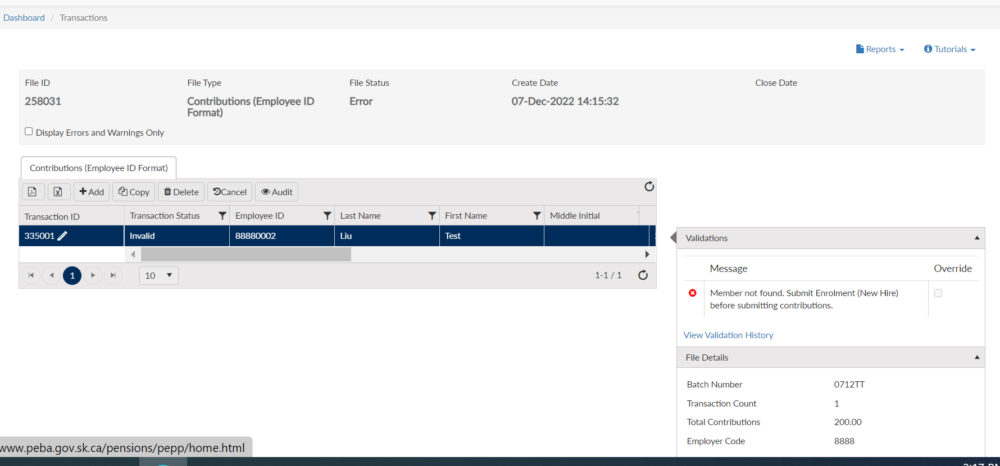 Dashboard / Transactions
Reports
Tutorials
File ID
File Type
File Status
Create Date
Close Date
258031
Contributions (Employee ID
Format)
Error
07-Dec-2022 14:15:32
Display Errors and Warnings Only
Contributions (Employee ID Format)
Add
Copy
Delete
Cancel
Audit
Transaction ID
Transaction Status
Employee ID
Last Name
First Name
Middle Initial
335001
Invalid
88880002
Liu
Test
1
10
1-1 / 1
Validations
Message
Override
Member not found. Submit Enrolment (New Hire)
before submitting contributions.
View Validation History
File Details
Batch Number
0712TT
Transaction Count
1
Total Contributions
200.00
Employer Code
8888
www.peba.gov.sk.ca/pensions/pepp/home.html